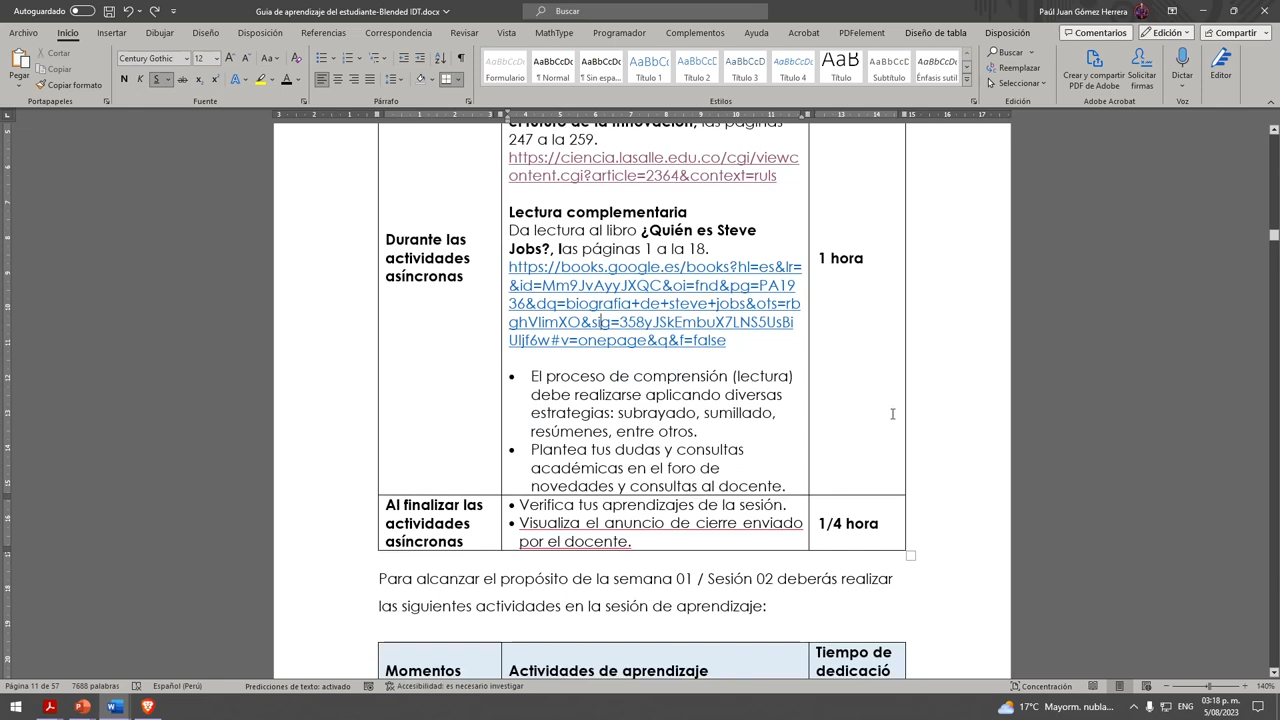 Autoguardado
Guia de aprendizaje del estudiante-Blended IDT.docx
Buscar
Paúl Juan Gómez Herrera
Archivo Inicio Insertar Dibujar Diseño Disposición Referencias Correspondencia Revisar Vista MathType Programador Complementos Ayuda Acrobat PDFelement Diseño de tabla Disposición
Comentarios Edición Compartir
Pegar
Cortar
Copiar
Copiar formato
Portapapeles
Century Gothic 12
Fuente
Párrafo
Formulario
¶ Normal
¶ Sin espa...
Título 1
Título 2
Título 3
Título 4
Título
Subtítulo
Énfasis sutil
Estilos
Buscar
Reemplazar
Seleccionar
Edición
Crear y compartir PDF de Adobe
Solicitar firmas
Adobe Acrobat
Dictar
Voz
Editor
el futuro de la innovación, las páginas
247 a la 259.
https://ciencia.lasalle.edu.co/cgi/viewc
ontent.cgi?article=2364&context=ruls
Lectura complementaria
Da lectura al libro ¿Quién es Steve
Jobs?, las páginas 1 a la 18.
https://books.google.es/books?hl=es&lr=
&id=Mm9JvAyyJXQC&oi=fnd&pg=PA19
36&dq=biografia+de+steve+jobs&ots=rb
ghVlimXO&sig=358yJSkEmbuX7LNS5UsBi
UIjf6w#v=onepage&q&f=false
Durante las
actividades
asíncronas
1 hora
• El proceso de comprensión (lectura)
debe realizarse aplicando diversas
estrategias: subrayado, sumillado,
resúmenes, entre otros.
• Plantea tus dudas y consultas
académicas en el foro de
novedades y consultas al docente.
Al finalizar las
actividades
asíncronas
• Verifica tus aprendizajes de la sesión.
• Visualiza el anuncio de cierre enviado
por el docente.
1/4 hora
Para alcanzar el propósito de la semana 01 / Sesión 02 deberás realizar
las siguientes actividades en la sesión de aprendizaje:
Momentos
Actividades de aprendizaje
Tiempo de
dedicació
Página 11 de 57 7688 palabras Español (Perú) Predicciones de texto: activado Accesibilidad: es necesario investigar
Concentración
140%
17°C Mayorm. nubla...
ENG
03:18 p. m.
5/08/2023